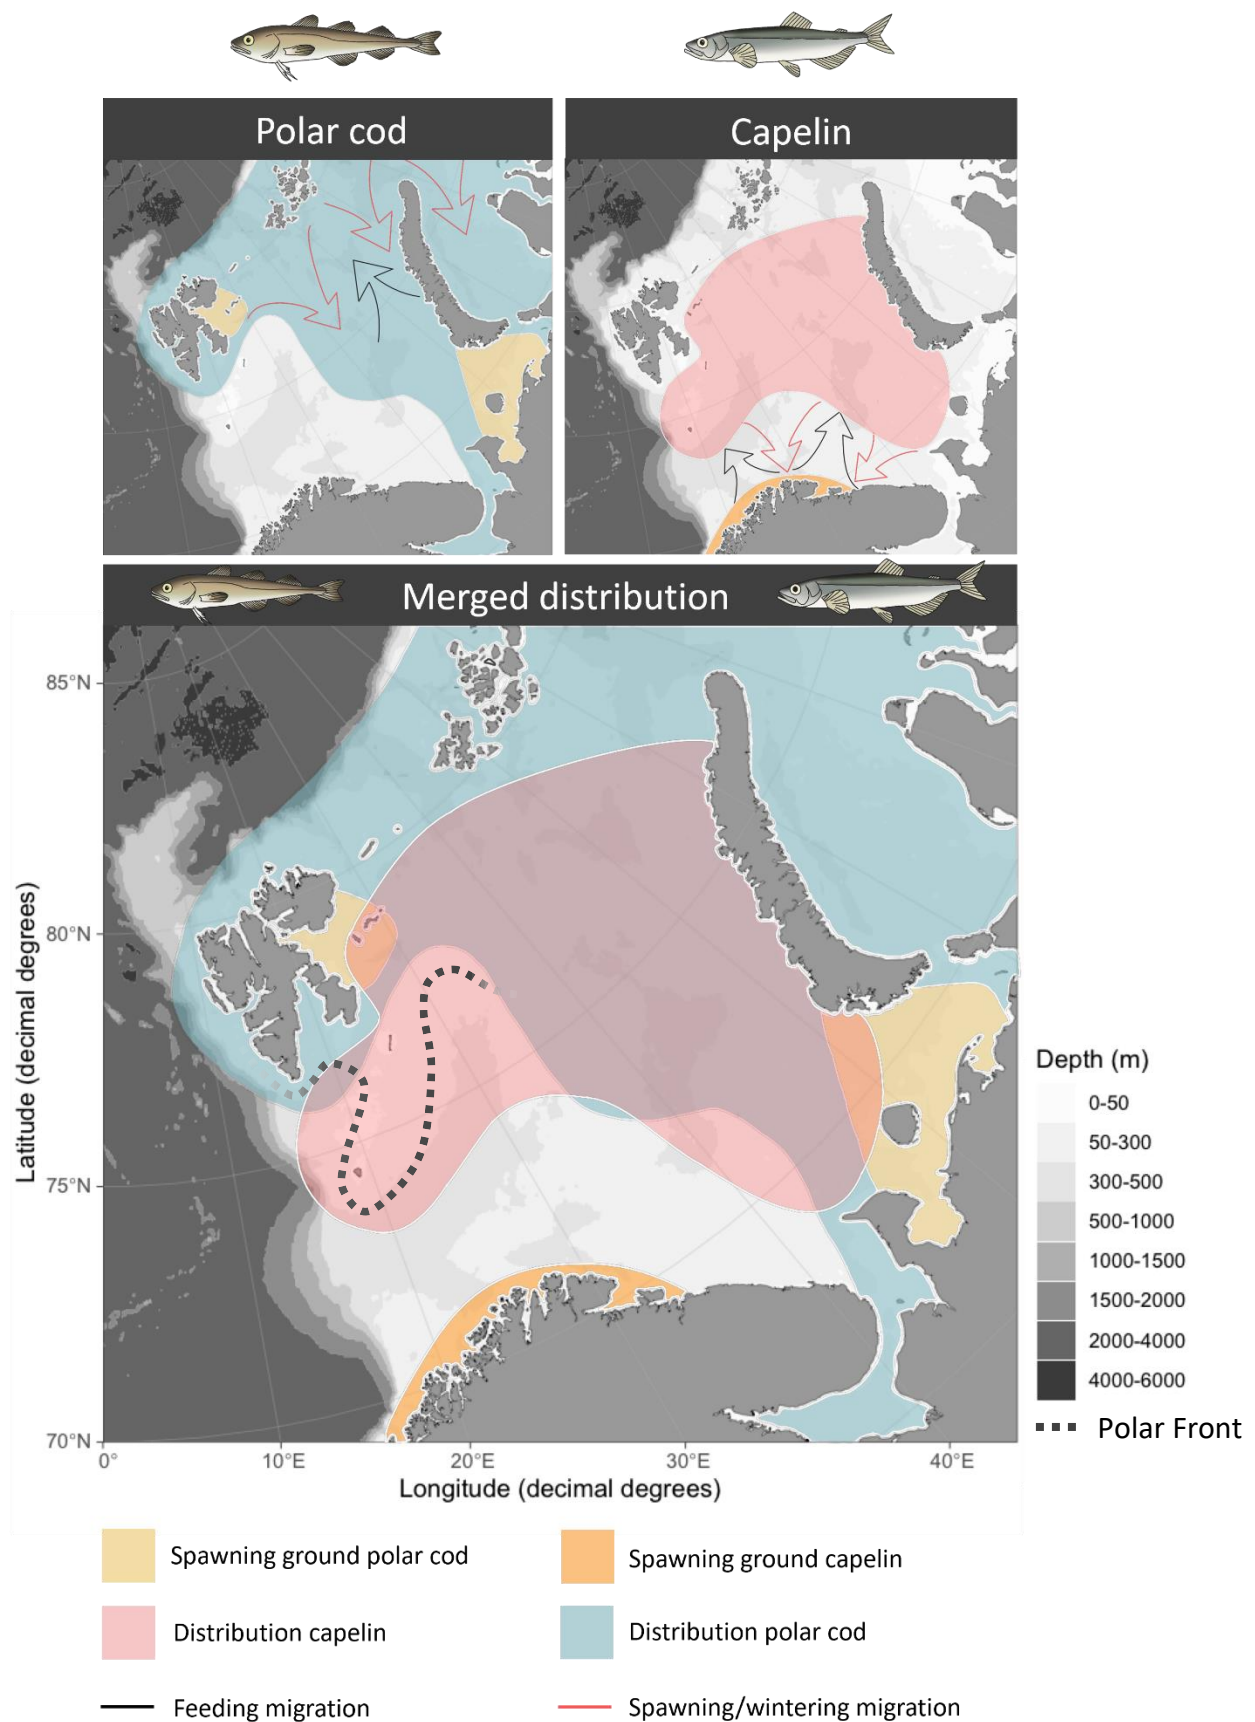 Polar cod
Capelin
Merged distribution
85°N
80°N
75°N
70°N
Latitude (decimal degrees)
0°
10°E
20°E
30°E
40°E
Longitude (decimal degrees)
Depth (m)
0-50
50-300
300-500
500-1000
1000-1500
1500-2000
2000-4000
4000-6000
Polar Front
Spawning ground polar cod
Spawning ground capelin
Distribution capelin
Distribution polar cod
Feeding migration
Spawning/wintering migration